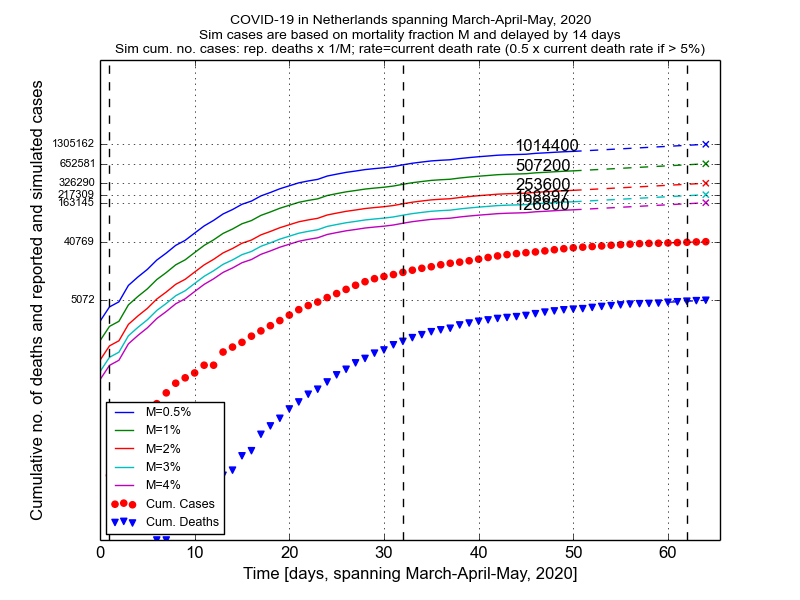 COVID-19 in Netherlands spanning March-April-May, 2020
Sim cases are based on mortality fraction M and delayed by 14 days
Sim cum. no. cases: rep. deaths x 1/M; rate=current death rate (0.5 x current death rate if > 5%)
Cumulative no. of deaths and reported and simulated cases
1305162
652581
326290
217309
163145
40769
5072
1014400
507200
253600
168897
126800
M=0.5%
M=1%
M=2%
M=3%
M=4%
Cum. Cases
Cum. Deaths
0 10 20 30 40 50 60
Time [days, spanning March-April-May, 2020]